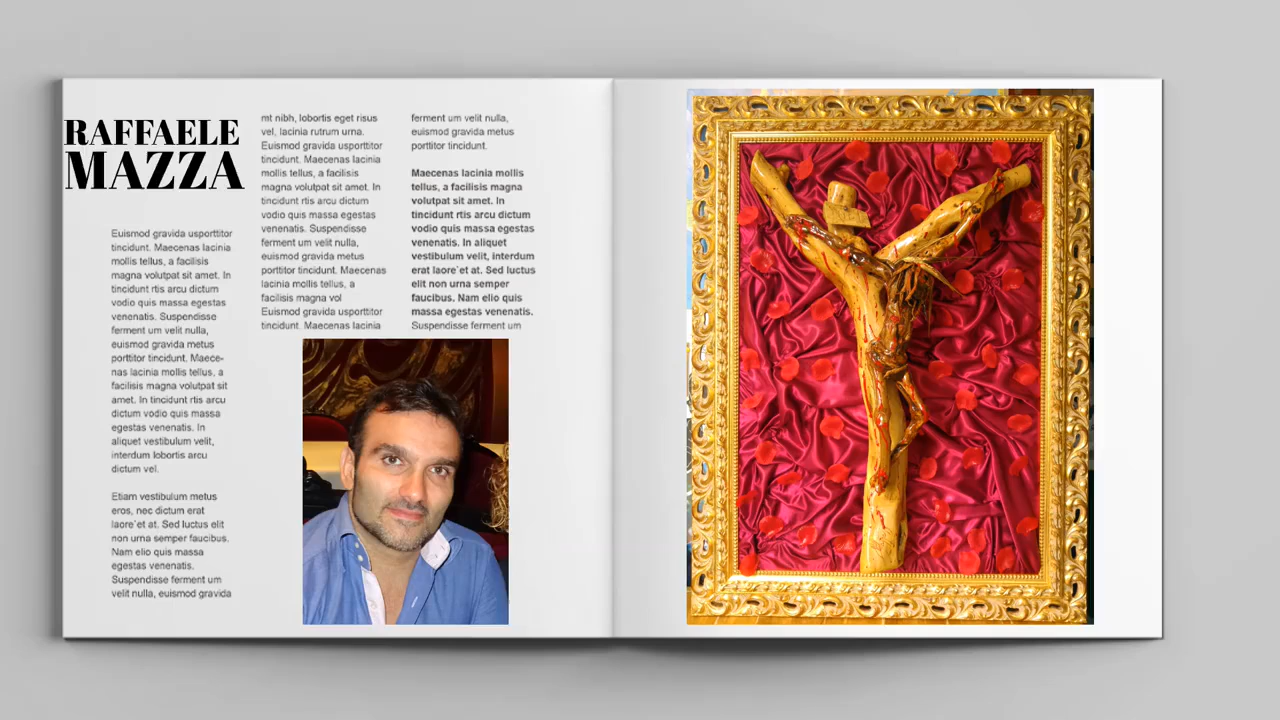 RAFFAELE
MAZZA
Euismod gravida usporttitor
tincidunt. Maecenas lacinia
mollis tellus, a facilisis
magna volutpat sit amet. In
tincidunt rtis arcu dictum
vodio quis massa egestas
venenatis. Suspendisse
ferment um velit nulla,
euismod gravida metus
porttitor tincidunt. Maece-
nas lacinia mollis tellus, a
facilisis magna volutpat sit
amet. In tincidunt rtis arcu
dictum vodio quis massa
egestas venenatis. In
aliquet vestibulum velit,
interdum lobortis arcu
dictum vel.
Etiam vestibulum metus
eros, nec dictum erat
laore`et at. Sed luctus elit
non urna semper faucibus.
Nam elio quis massa
egestas venenatis.
Suspendisse ferment um
velit nulla, euismod gravida
mt nibh, lobortis eget risus
vel, lacinia rutrum urna.
Euismod gravida usporttitor
tincidunt. Maecenas lacinia
mollis tellus, a facilisis
magna volutpat sit amet. In
tincidunt rtis arcu dictum
vodio quis massa egestas
venenatis. Suspendisse
ferment um velit nulla,
euismod gravida metus
porttitor tincidunt. Maecenas
lacinia mollis tellus, a
facilisis magna vol
Euismod gravida usporttitor
tincidunt. Maecenas lacinia
ferment um velit nulla,
euismod gravida metus
porttitor tincidunt.
Maecenas lacinia mollis
tellus, a facilisis magna
volutpat sit amet. In
tincidunt rtis arcu dictum
vodio quis massa egestas
venenatis. In aliquet
vestibulum velit, interdum
erat laore`et at. Sed luctus
elit non urna semper
faucibus. Nam elio quis
massa egestas venenatis.
Suspendisse ferment um